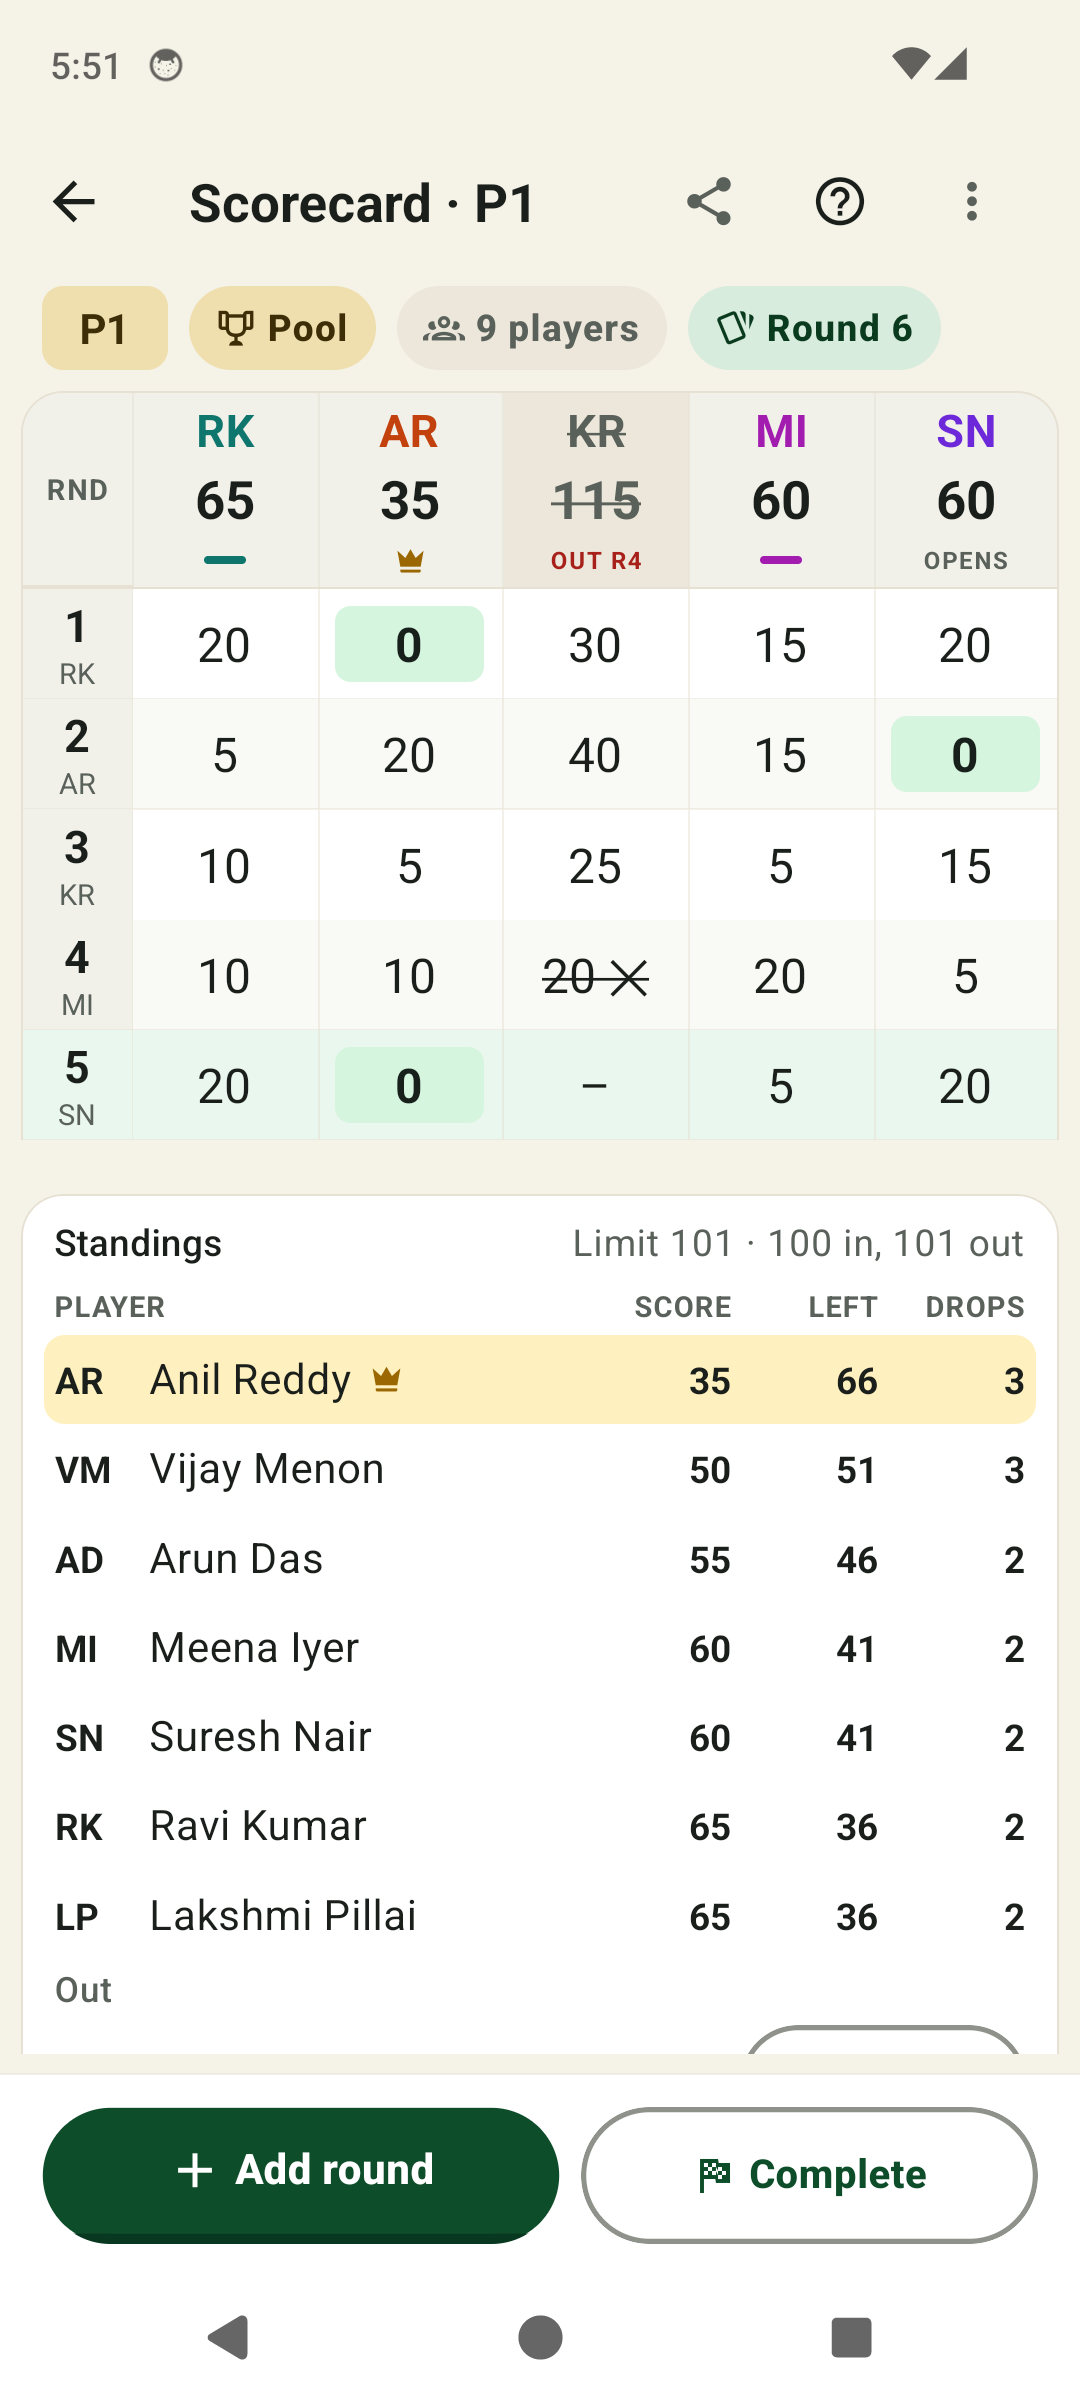 5:51
Scorecard · P1
P1 Pool 9 players Round 6
RND RK AR KR MI SN
65 35 115 60 60
OUT R4 OPENS
1 20 0 30 15 20
RK
2 5 20 40 15 0
AR
3 10 5 25 5 15
KR
4 10 10 20 20 5
MI
5 20 0 – 5 20
SN
Standings Limit 101 · 100 in, 101 out
PLAYER SCORE LEFT DROPS
AR Anil Reddy 35 66 3
VM Vijay Menon 50 51 3
AD Arun Das 55 46 2
MI Meena Iyer 60 41 2
SN Suresh Nair 60 41 2
RK Ravi Kumar 65 36 2
LP Lakshmi Pillai 65 36 2
Out
Add round Complete